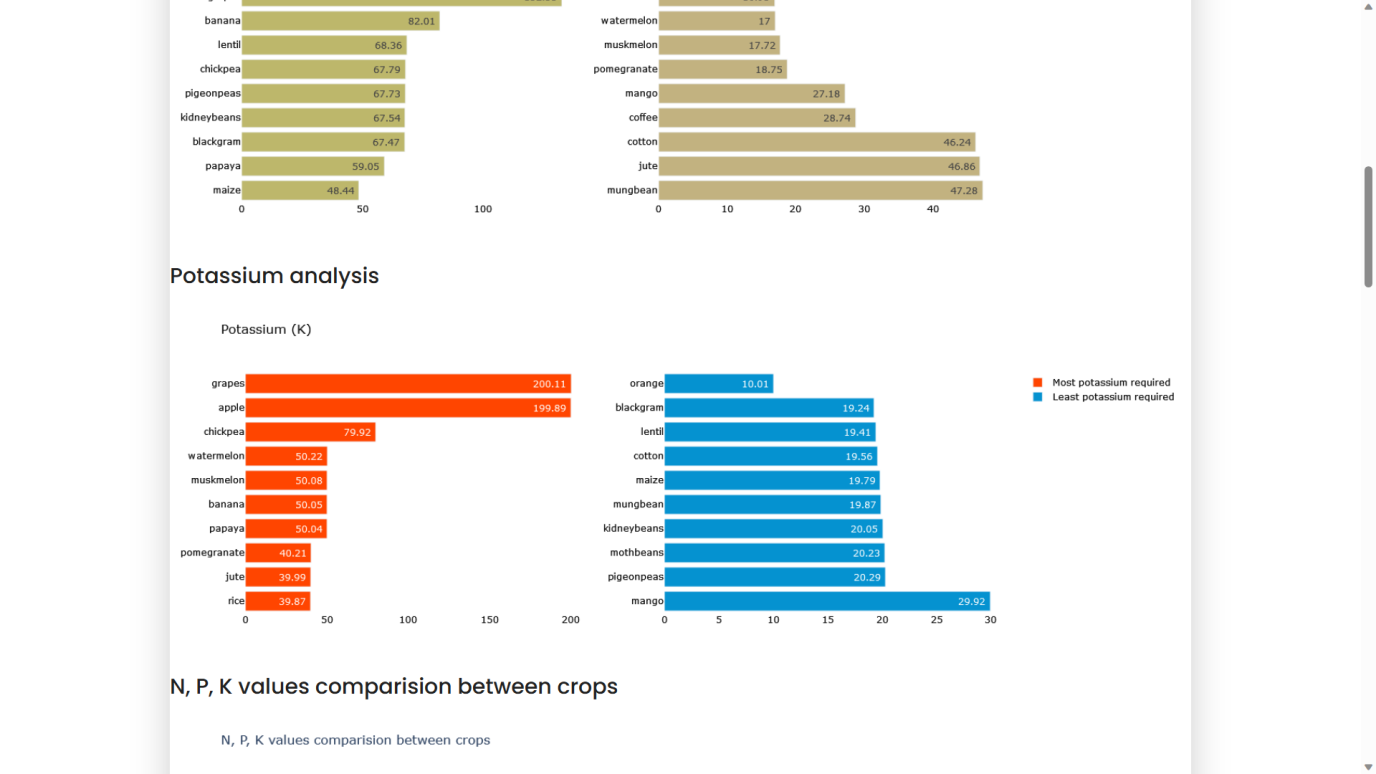 banana 82.01
lentil 68.36
chickpea 67.79
pigeonpeas 67.73
kidneybeans 67.54
blackgram 67.47
papaya 59.05
maize 48.44
0 50 100
watermelon 17
muskmelon 17.72
pomegranate 18.75
mango 27.18
coffee 28.74
cotton 46.24
jute 46.86
mungbean 47.28
0 10 20 30 40
Potassium analysis
Potassium (K)
grapes 200.11
apple 199.89
chickpea 79.92
watermelon 50.22
muskmelon 50.08
banana 50.05
papaya 50.04
pomegranate 40.21
jute 39.99
rice 39.87
0 50 100 150 200
orange 10.01
blackgram 19.24
lentil 19.41
cotton 19.56
maize 19.79
mungbean 19.87
kidneybeans 20.05
mothbeans 20.23
pigeonpeas 20.29
mango 29.92
0 5 10 15 20 25 30
Most potassium required
Least potassium required
N, P, K values comparision between crops
N, P, K values comparision between crops